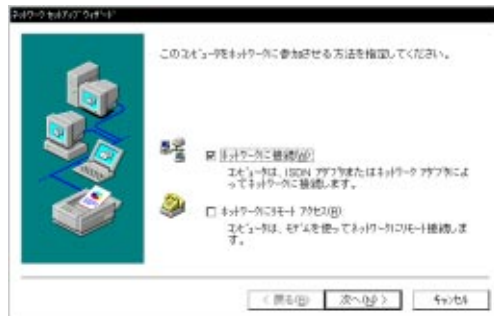 ネットワーク セットアップ ウィザード
このコンピュータをネットワークに参加させる方法を指定してください。
ネットワークに接続(W):
コンピュータは、ISDN アダプタまたはネットワーク アダプタによ
ってネットワークに接続します。
ネットワークにリモート アクセス(R):
コンピュータは、モデムを使ってネットワークにリモート接続しま
す。
< 戻る(B)
次へ(N) >
キャンセル